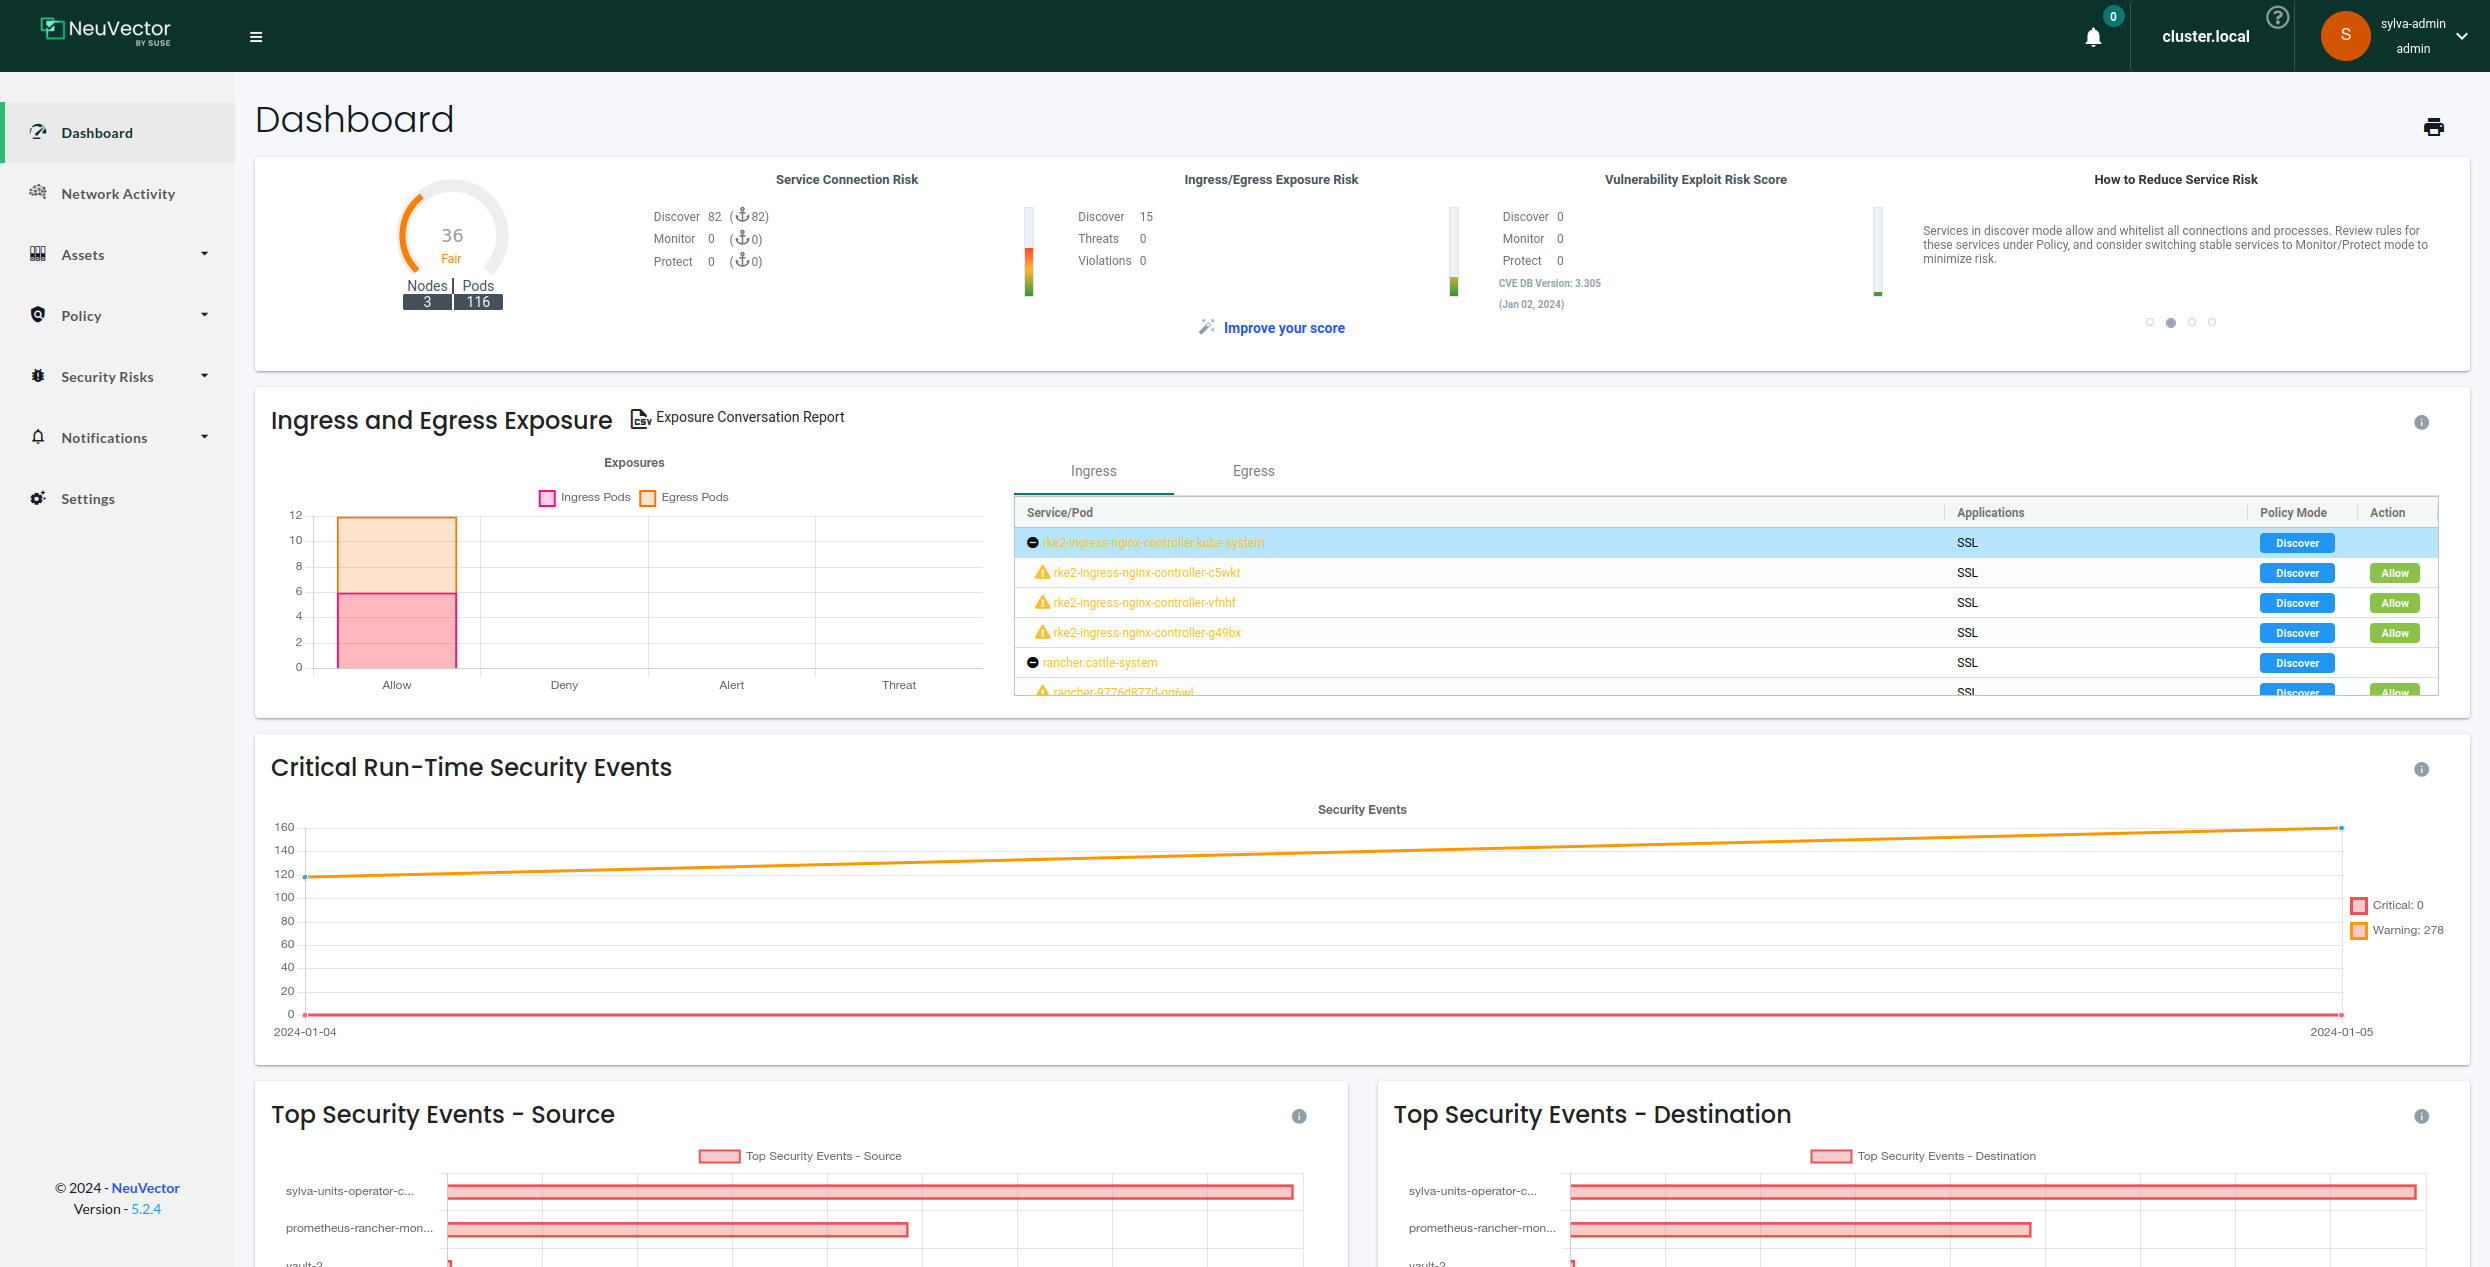 NeuVector
BY SUSE
0
cluster.local
?
S
sylva-admin
admin
Dashboard
Network Activity
Assets
Policy
Security Risks
Notifications
Settings
© 2024 - NeuVector
Version - 5.2.4
Dashboard
36
Fair
Nodes Pods
3 116
Service Connection Risk
Discover 82 (82)
Monitor 0 (0)
Protect 0 (0)
Ingress/Egress Exposure Risk
Discover 15
Threats 0
Violations 0
Vulnerability Exploit Risk Score
Discover 0
Monitor 0
Protect 0
CVE DB Version: 3.305
(Jan 02, 2024)
How to Reduce Service Risk
Services in discover mode allow and whitelist all connections and processes. Review rules for
these services under Policy, and consider switching stable services to Monitor/Protect mode to
minimize risk.
Improve your score
Ingress and Egress Exposure
CSV Exposure Conversation Report
Exposures
Ingress Pods Egress Pods
12
10
8
6
4
2
0
Allow Deny Alert Threat
Ingress Egress
Service/Pod Applications Policy Mode Action
rke2-ingress-nginx-controller.kube-system SSL Discover
rke2-ingress-nginx-controller-c5wkt SSL Discover Allow
rke2-ingress-nginx-controller-vfnhf SSL Discover Allow
rke2-ingress-nginx-controller-g49bx SSL Discover Allow
rancher.cattle-system SSL Discover
SSL Discover Allow
Critical Run-Time Security Events
Security Events
160
140
120
100
80
60
40
20
0
2024-01-04 2024-01-05
Critical: 0
Warning: 278
Top Security Events - Source
Top Security Events - Source
sylva-units-operator-c...
prometheus-rancher-mon...
vault-2
Top Security Events - Destination
Top Security Events - Destination
sylva-units-operator-c...
prometheus-rancher-mon...
vault-2